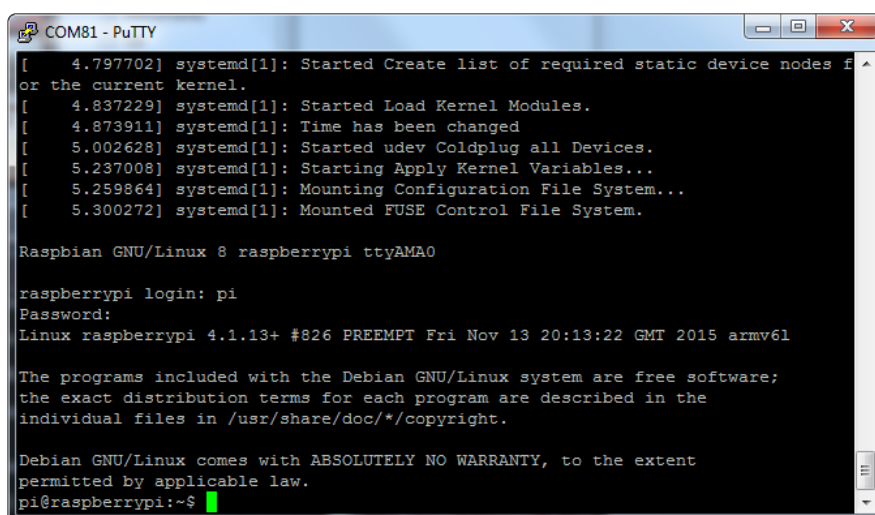 COM81 - PuTTY
[    4.797702] systemd[1]: Started Create list of required static device nodes f
or the current kernel.
[    4.837229] systemd[1]: Started Load Kernel Modules.
[    4.873911] systemd[1]: Time has been changed
[    5.002628] systemd[1]: Started udev Coldplug all Devices.
[    5.237008] systemd[1]: Starting Apply Kernel Variables...
[    5.259864] systemd[1]: Mounting Configuration File System...
[    5.300272] systemd[1]: Mounted FUSE Control File System.
Raspbian GNU/Linux 8 raspberrypi ttyAMA0
raspberrypi login: pi
Password:
Linux raspberrypi 4.1.13+ #826 PREEMPT Fri Nov 13 20:13:22 GMT 2015 armv6l
The programs included with the Debian GNU/Linux system are free software;
the exact distribution terms for each program are described in the
individual files in /usr/share/doc/*/copyright.
Debian GNU/Linux comes with ABSOLUTELY NO WARRANTY, to the extent
permitted by applicable law.
pi@raspberrypi:~$